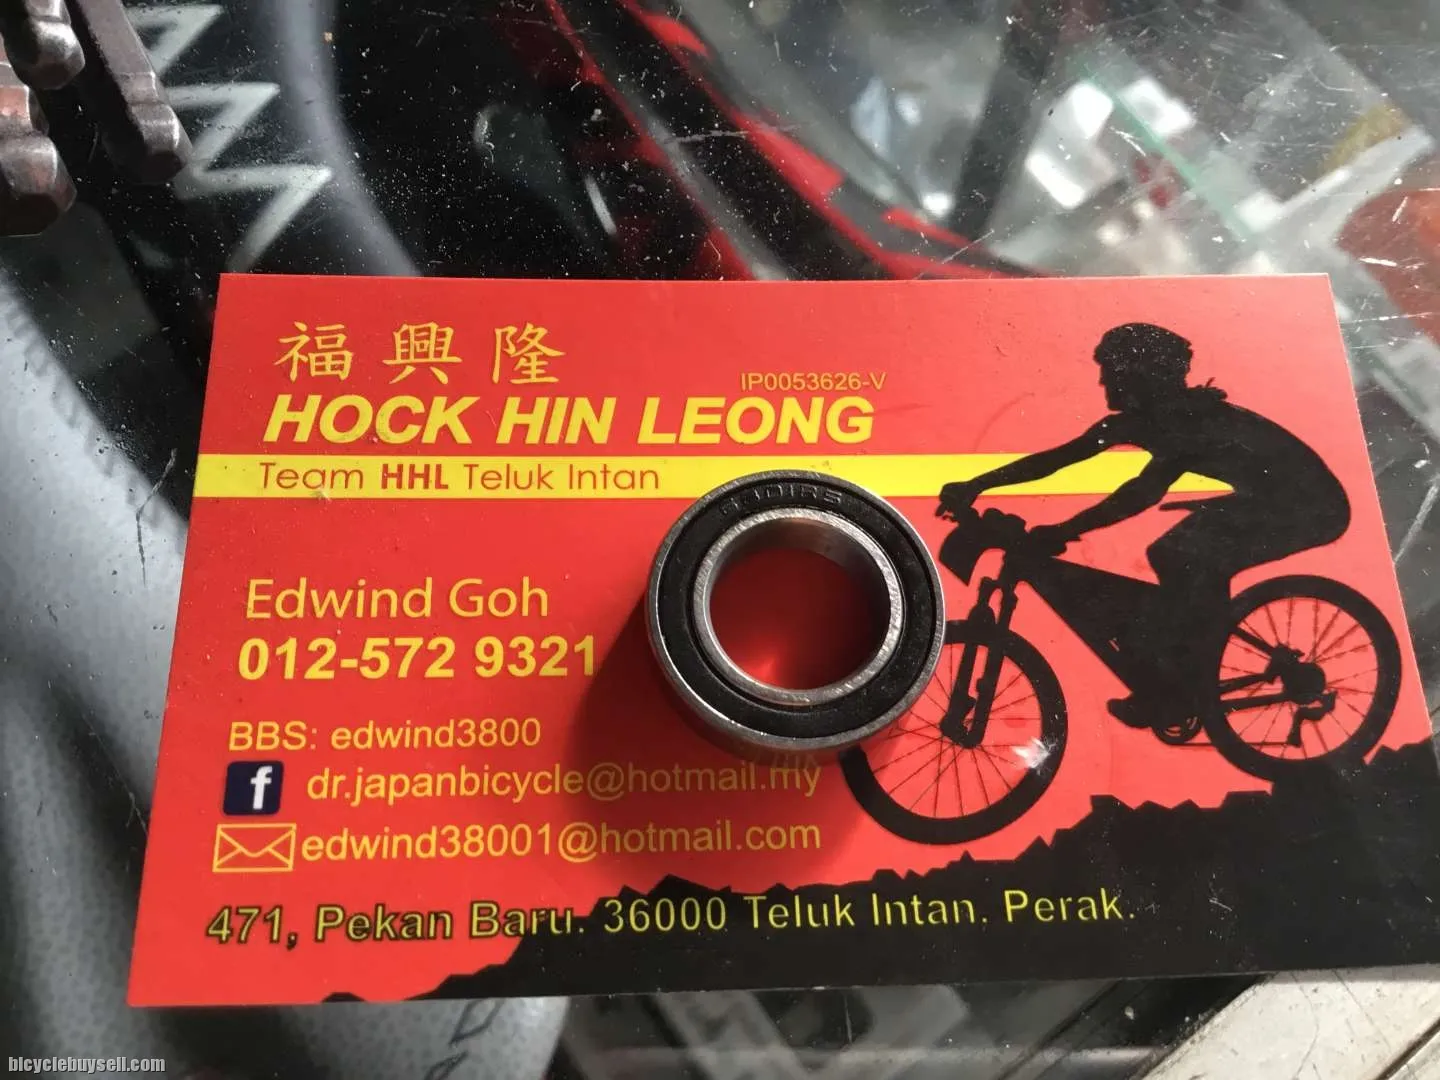 福興隆
IP0053626-V
HOCK HIN LEONG
Team HHL Teluk Intan
6801RS
Edwind Goh
012-572 9321
BBS: edwind3800
f dr.japanbicycle@hotmail.my
edwind38001@hotmail.com
471, Pekan Baru. 36000 Teluk Intan. Perak.
bicyclebuysell.com